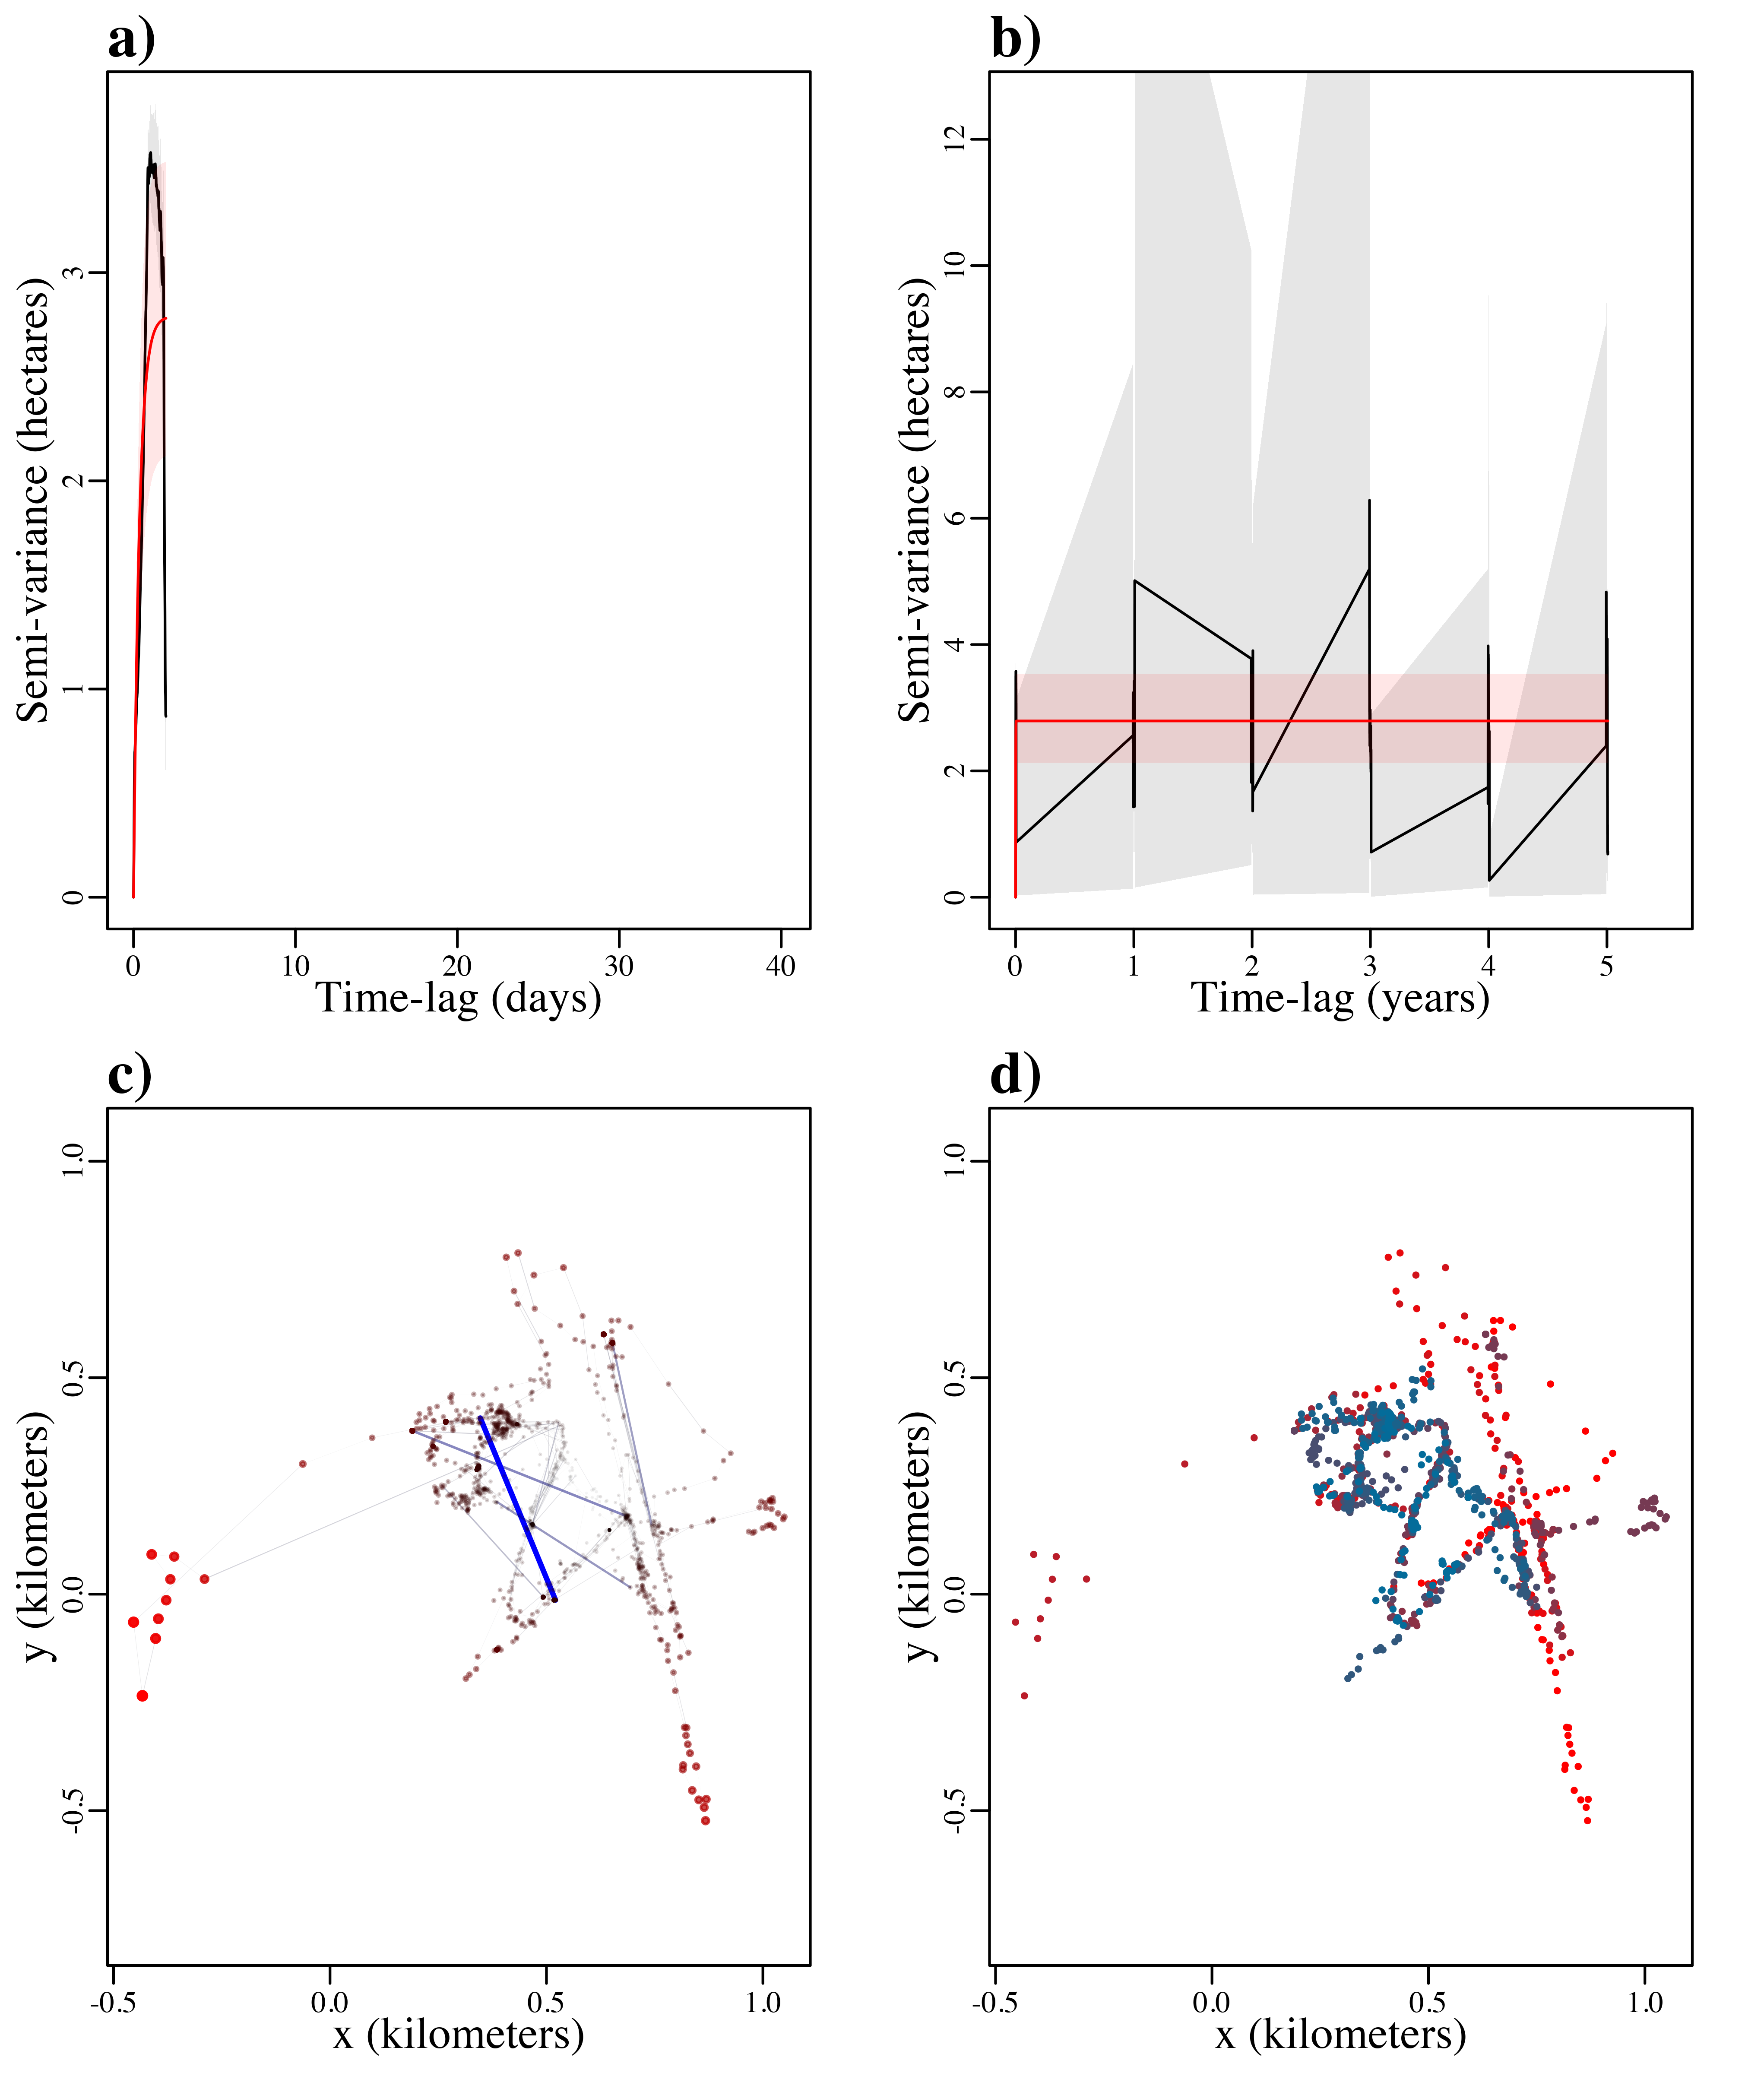 a)
3
2
1
0
Semi-variance (hectares)
0 10 20 30 40
Time-lag (days)
b)
12
10
8
6
4
2
0
Semi-variance (hectares)
0 1 2 3 4 5
Time-lag (years)
c)
1.0
0.5
0.0
-0.5
y (kilometers)
-0.5 0.0 0.5 1.0
x (kilometers)
d)
1.0
0.5
0.0
-0.5
y (kilometers)
-0.5 0.0 0.5 1.0
x (kilometers)